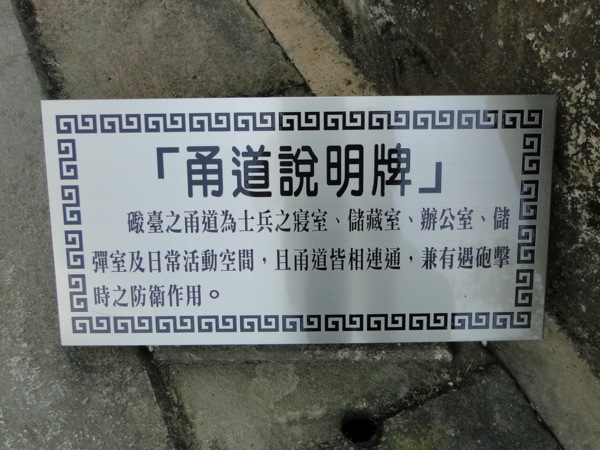 「甬道說明牌」
礮臺之甬道為士兵之寢室、儲藏室、辦公室、儲
彈室及日常活動空間，且甬道皆相連通，兼有遇砲擊
時之防衛作用。